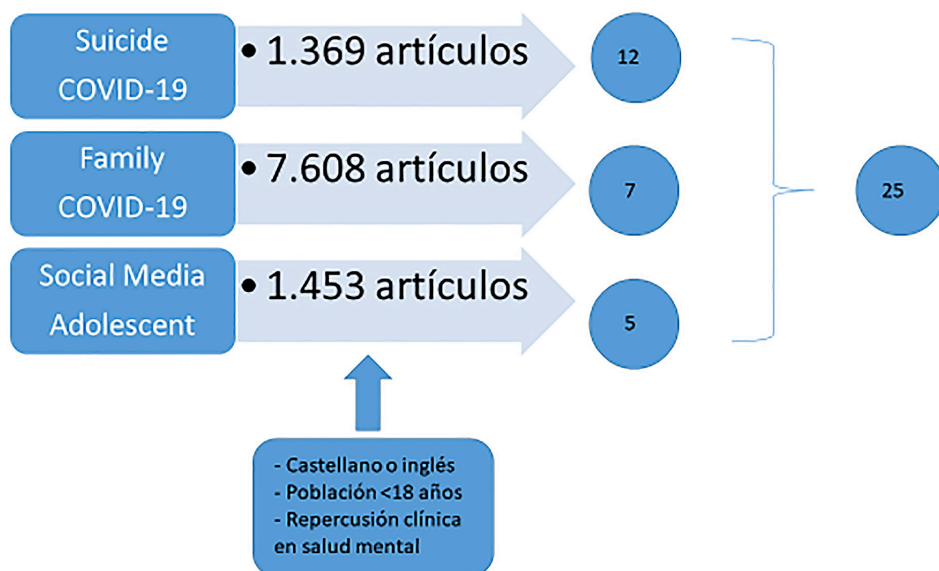 Suicide
COVID-19
• 1.369 artículos
12
Family
COVID-19
• 7.608 artículos
7
25
Social Media
Adolescent
• 1.453 artículos
5
- Castellano o inglés
- Población <18 años
- Repercusión clínica
en salud mental